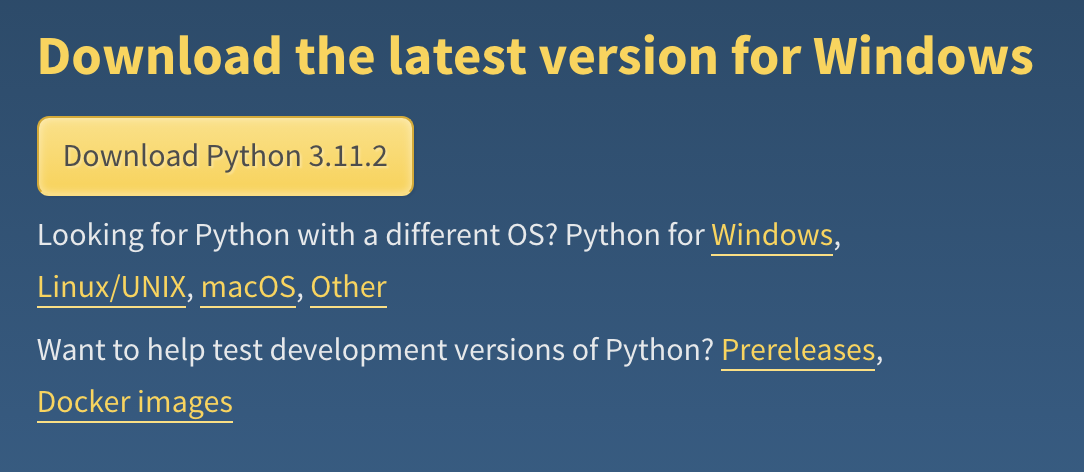 Download the latest version for Windows
Download Python 3.11.2
Looking for Python with a different OS? Python for Windows,
Linux/UNIX, macOS, Other
Want to help test development versions of Python? Prereleases,
Docker images